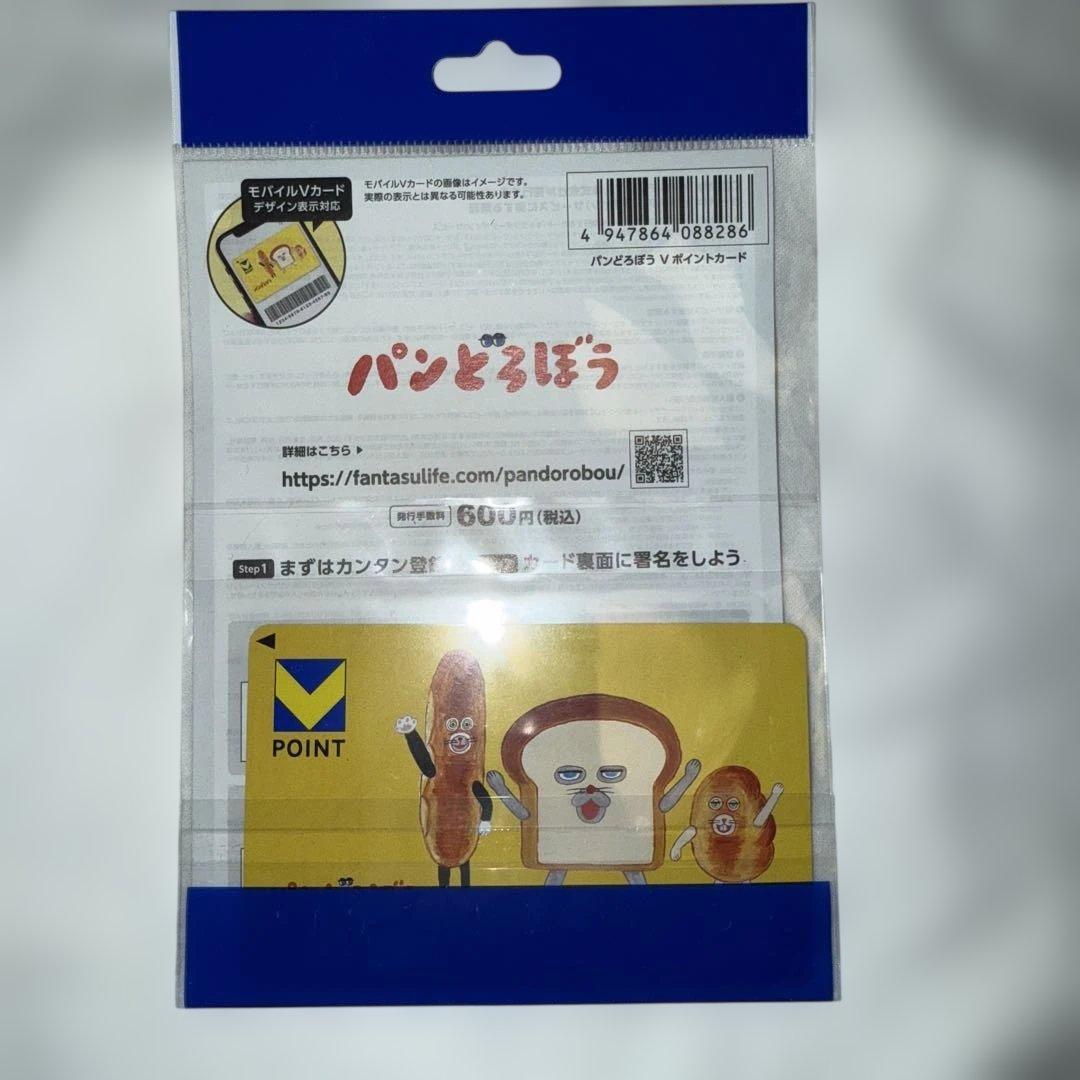 モバイルVカード
デザイン表示対応
モバイルVカードの画像はイメージです。
実際の表示とは異なる可能性あります。
4 947864 088286
パンどろぼう V ポイントカード
パンどろぼう
詳細はこちら
https://fantasulife.com/pandorobou/
発行手数料 600円(税込)
Step1 まずはカンタン登 カード裏面に署名をしよう
POINT
パンどろぼう